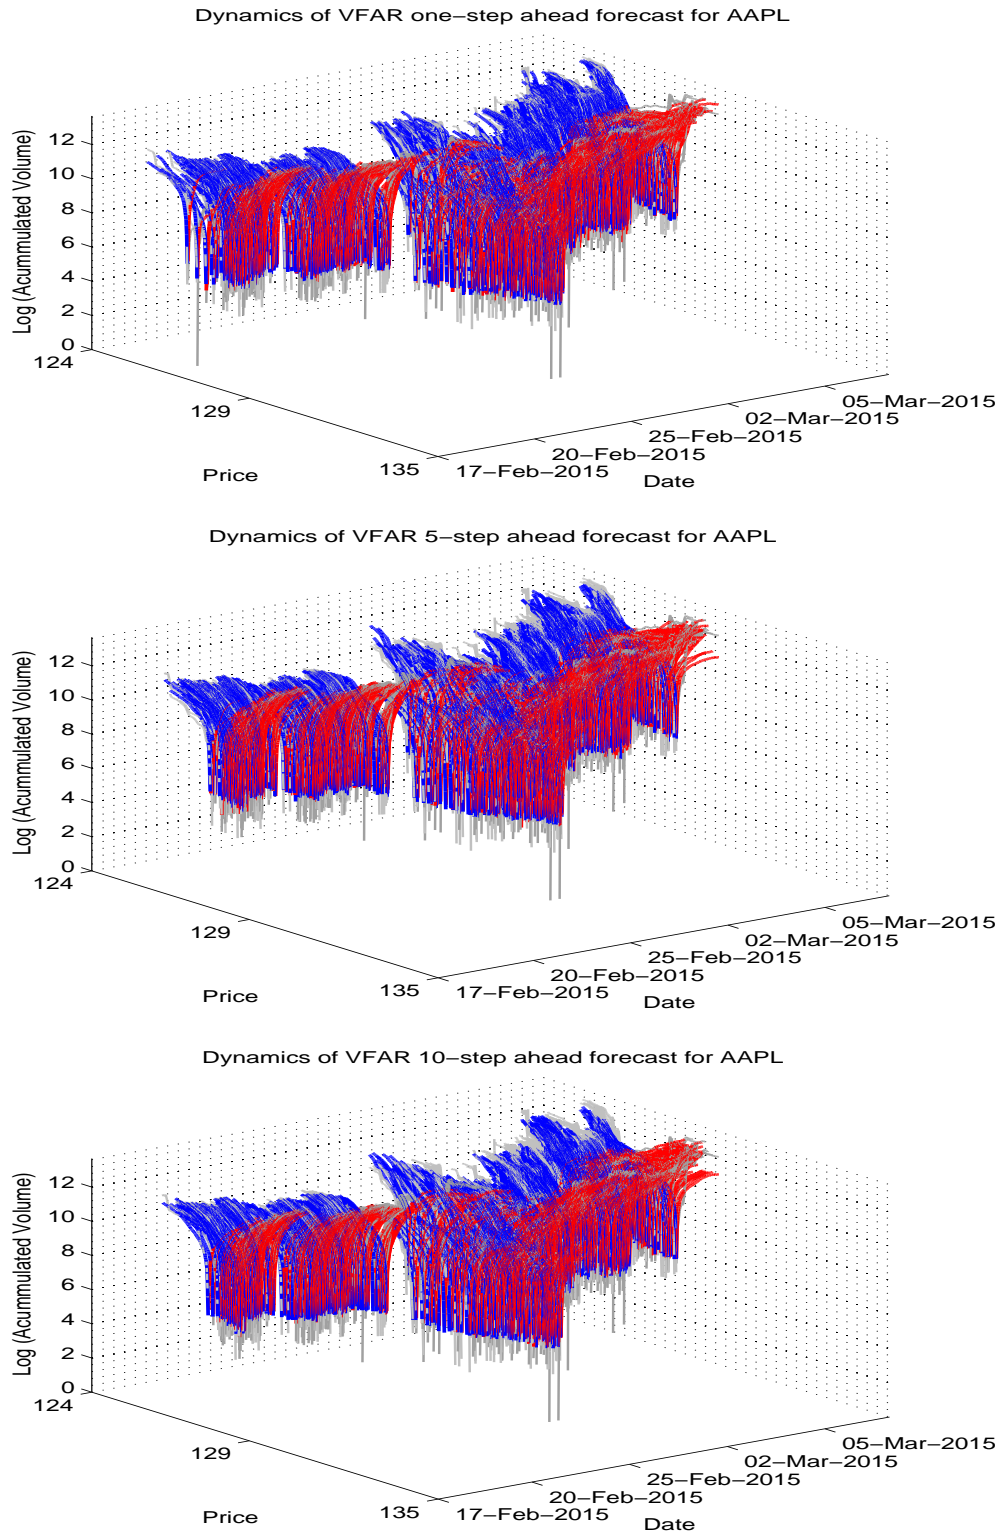 Dynamics of VFAR one−step ahead forecast for AAPL
Log (Acummulated Volume)
12
10
8
6
4
2
0
124
129
135
Price
17−Feb−2015
20−Feb−2015
25−Feb−2015
02−Mar−2015
05−Mar−2015
Date
Dynamics of VFAR 5−step ahead forecast for AAPL
Log (Acummulated Volume)
12
10
8
6
4
2
0
124
129
135
Price
17−Feb−2015
20−Feb−2015
25−Feb−2015
02−Mar−2015
05−Mar−2015
Date
Dynamics of VFAR 10−step ahead forecast for AAPL
Log (Acummulated Volume)
12
10
8
6
4
2
0
124
129
135
Price
17−Feb−2015
20−Feb−2015
25−Feb−2015
02−Mar−2015
05−Mar−2015
Date